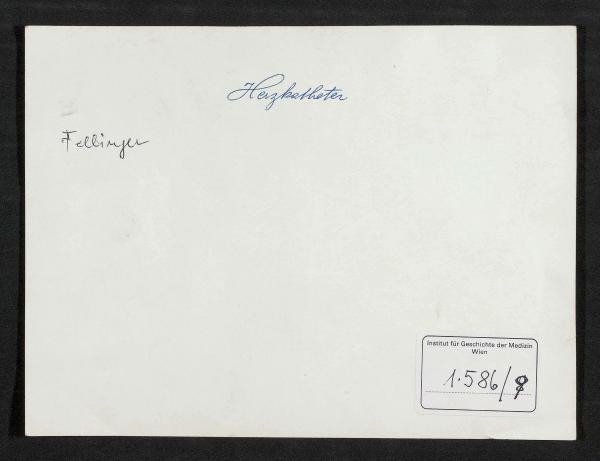 Herzkatheter
Fellinger
Institut für Geschichte der Medizin
Wien
1.586/9